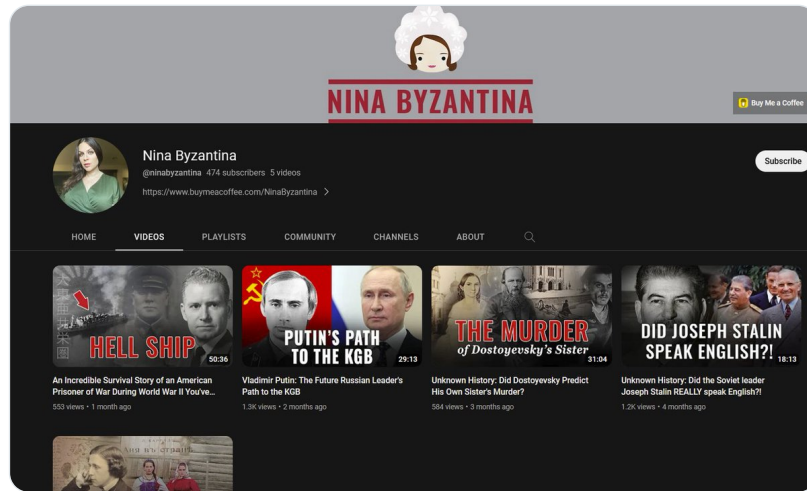 NINA BYZANTINA
Buy Me a Coffee
Nina Byzantina
@ninabyzantina 474 subscribers 5 videos
https://www.buymeacoffee.com/NinaByzantina >
Subscribe
HOME VIDEOS PLAYLISTS COMMUNITY CHANNELS ABOUT
HELL SHIP
50:36
PUTIN'S PATH
TO THE KGB
29:13
THE MURDER
of Dostoyevsky's Sister
31:04
DID JOSEPH STALIN
SPEAK ENGLISH?!
18:13
An Incredible Survival Story of an American
Prisoner of War During World War II You've...
553 views • 1 month ago
Vladimir Putin: The Future Russian Leader's
Path to the KGB
1.3K views • 2 months ago
Unknown History: Did Dostoyevsky Predict
His Own Sister's Murder?
584 views • 3 months ago
Unknown History: Did the Soviet leader
Joseph Stalin REALLY speak English?!
1.2K views • 4 months ago